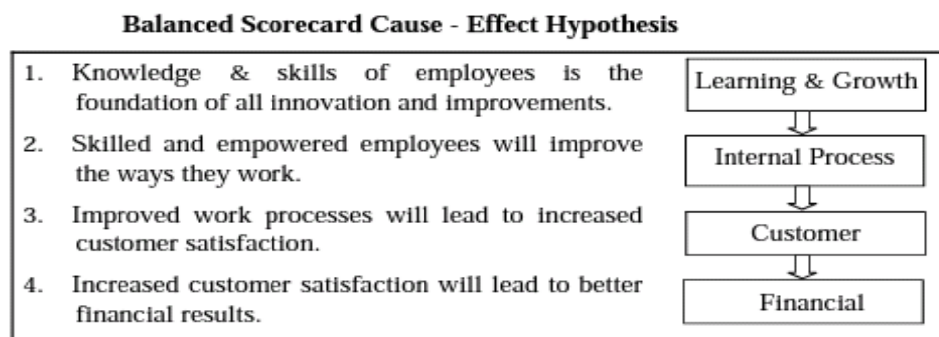 Balanced Scorecard Cause - Effect Hypothesis
1. Knowledge & skills of employees is the
foundation of all innovation and improvements.
2. Skilled and empowered employees will improve
the ways they work.
3. Improved work processes will lead to increased
customer satisfaction.
4. Increased customer satisfaction will lead to better
financial results.
Learning & Growth
Internal Process
Customer
Financial